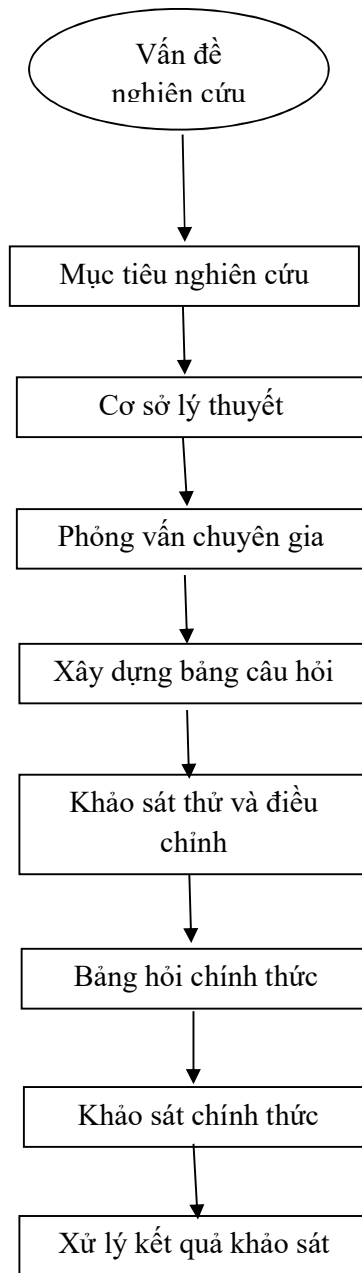 Vấn đề
nghiên cứu
Mục tiêu nghiên cứu
Cơ sở lý thuyết
Phỏng vấn chuyên gia
Xây dựng bảng câu hỏi
Khảo sát thử và điều
chỉnh
Bảng hỏi chính thức
Khảo sát chính thức
Xử lý kết quả khảo sát